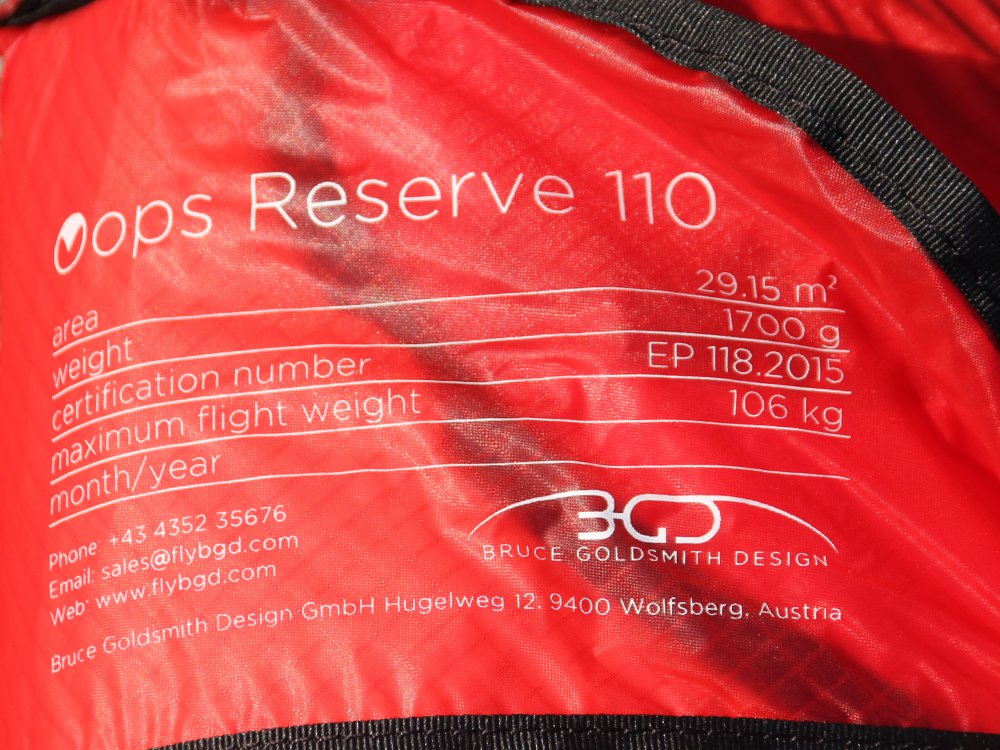 Oops Reserve 110
area 29.15 m²
weight 1700 g
certification number EP 118.2015
maximum flight weight 106 kg
month/year
Phone: +43 4352 35676
Email: sales@flybgd.com
Web: www.flybgd.com
BGD
BRUCE GOLDSMITH DESIGN
Bruce Goldsmith Design GmbH Hugelweg 12, 9400 Wolfsberg, Austria